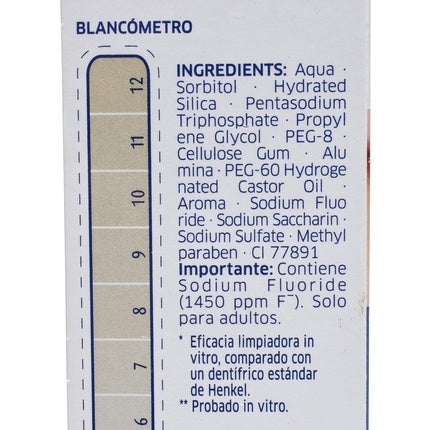 BLANCÓMETRO
12
11
10
9
8
7
6
INGREDIENTS: Aqua ·
Sorbitol · Hydrated
Silica · Pentasodium
Triphosphate · Propyl
ene Glycol · PEG-8 ·
Cellulose Gum · Alu
mina · PEG-60 Hydroge
nated Castor Oil ·
Aroma · Sodium Fluo
ride · Sodium Saccharin ·
Sodium Sulfate · Methyl
paraben · CI 77891
Importante: Contiene
Sodium Fluoride
(1450 ppm F⁻). Solo
para adultos.
* Eficacia limpiadora in
vitro, comparado con
un dentífrico estándar
de Henkel.
** Probado in vitro.